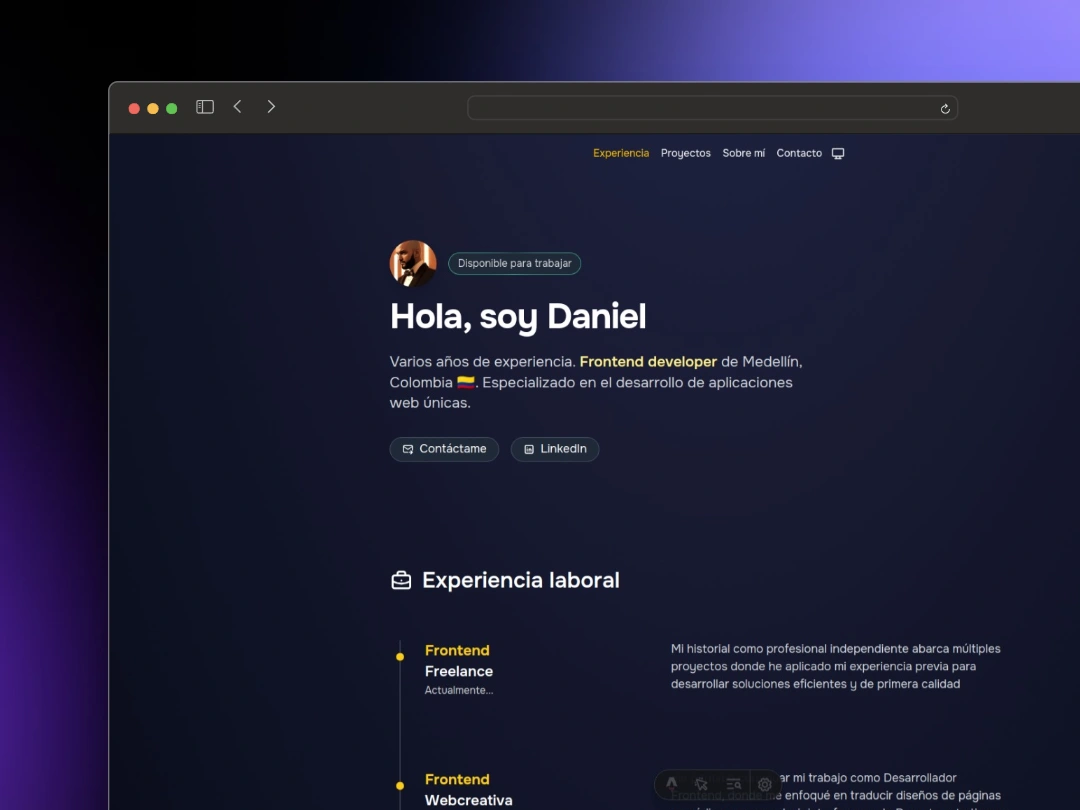 Experiencia Proyectos Sobre mí Contacto
Disponible para trabajar
Hola, soy Daniel
Varios años de experiencia. Frontend developer de Medellín,
Colombia 🇨🇴. Especializado en el desarrollo de aplicaciones
web únicas.
Contáctame LinkedIn
Experiencia laboral
Frontend
Freelance
Actualmente...
Mi historial como profesional independiente abarca múltiples
proyectos donde he aplicado mi experiencia previa para
desarrollar soluciones eficientes y de primera calidad
Frontend
Webcreativa
ar mi trabajo como Desarrollador
Frontend, donde me enfoqué en traducir diseños de páginas